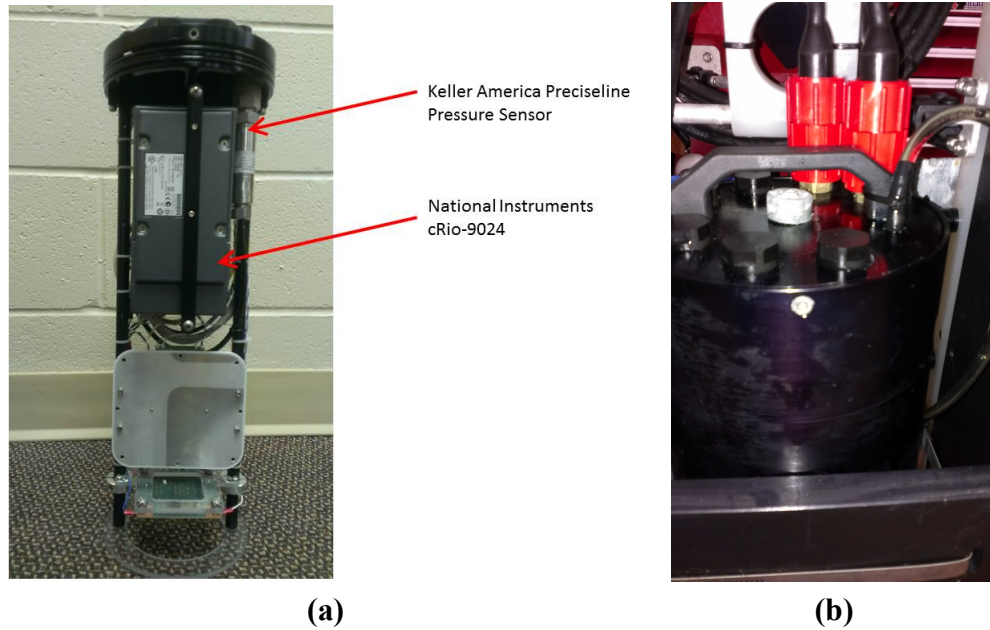 Keller America Preciseline
Pressure Sensor
National Instruments
cRio-9024
(a)
(b)